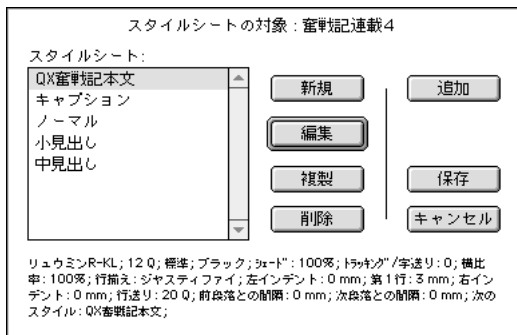 スタイルシートの対象：奮戦記連載4
スタイルシート：
QX奮戦記本文
キャプション
ノーマル
小見出し
中見出し
新規
追加
編集
複製
保存
削除
キャンセル
リュウミンR-KL; 12 Q; 標準; ブラック; ｼｪｰﾄﾞ: 100%; ﾄﾗｯｷﾝｸﾞ/字送り: 0; 横比
率: 100%; 行揃え: ジャスティファイ; 左インデント: 0 mm; 第1行: 3 mm; 右イン
デント: 0 mm; 行送り: 20 Q; 前段落との間隔: 0 mm; 次段落との間隔: 0 mm; 次の
スタイル: QX奮戦記本文;